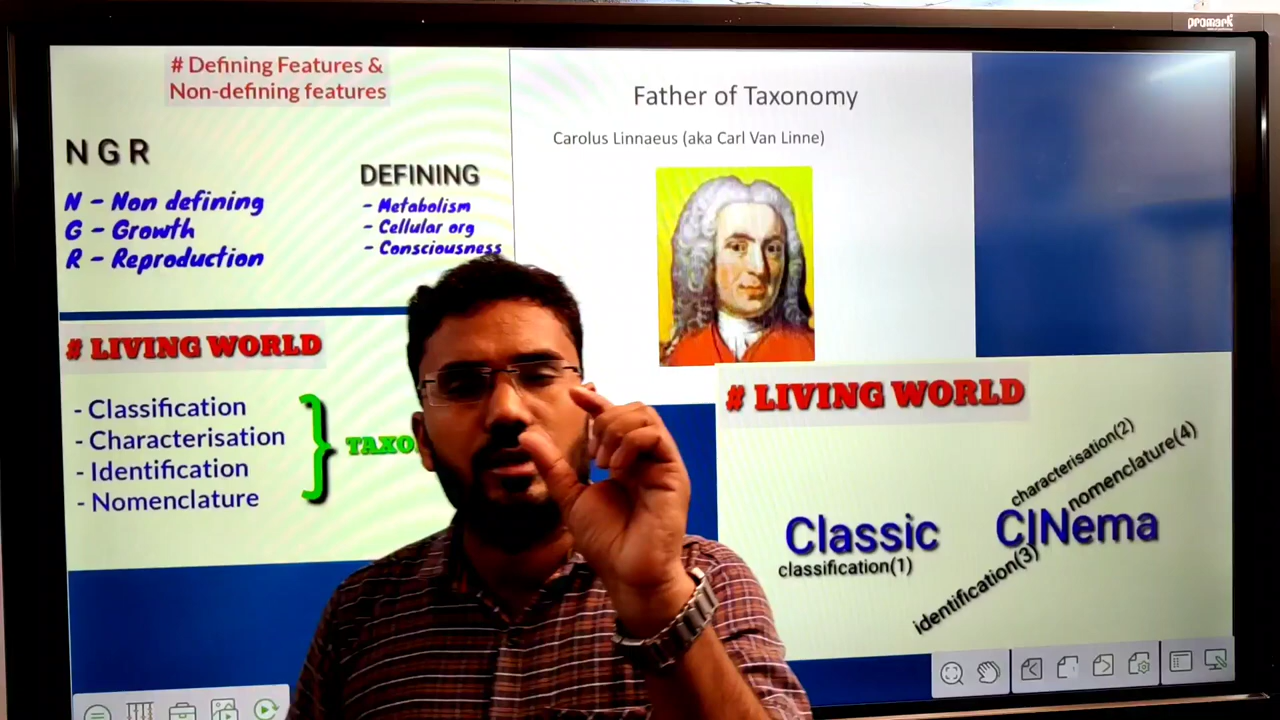 promark
# Defining Features &
Non-defining features
N G R
N - Non defining
G - Growth
R - Reproduction
DEFINING
- Metabolism
- Cellular org
- Consciousness
Father of Taxonomy
Carolus Linnaeus (aka Carl Van Linne)
# LIVING WORLD
- Classification
- Characterisation
- Identification
- Nomenclature
# LIVING WORLD
characterisation(2)
nomenclature(4)
Classic
CINema
classification(1)
identification(3)